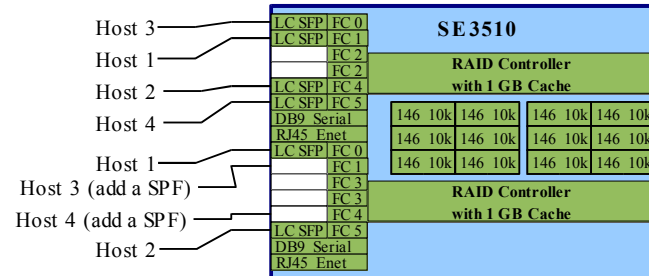 SE3510
Host 3
LC SFP FC 0
Host 1
LC SFP FC 1
FC 2
FC 2
Host 2
LC SFP FC 4
Host 4
LC SFP FC 5
DB9 Serial
RJ45 Enet
RAID Controller
with 1 GB Cache
146 10k 146 10k 146 10k 146 10k
146 10k 146 10k 146 10k 146 10k
146 10k 146 10k 146 10k 146 10k
Host 1
LC SFP FC 0
Host 3 (add a SPF)
FC 1
FC 3
FC 3
Host 4 (add a SPF)
FC 4
Host 2
LC SFP FC 5
DB9 Serial
RJ45 Enet
RAID Controller
with 1 GB Cache